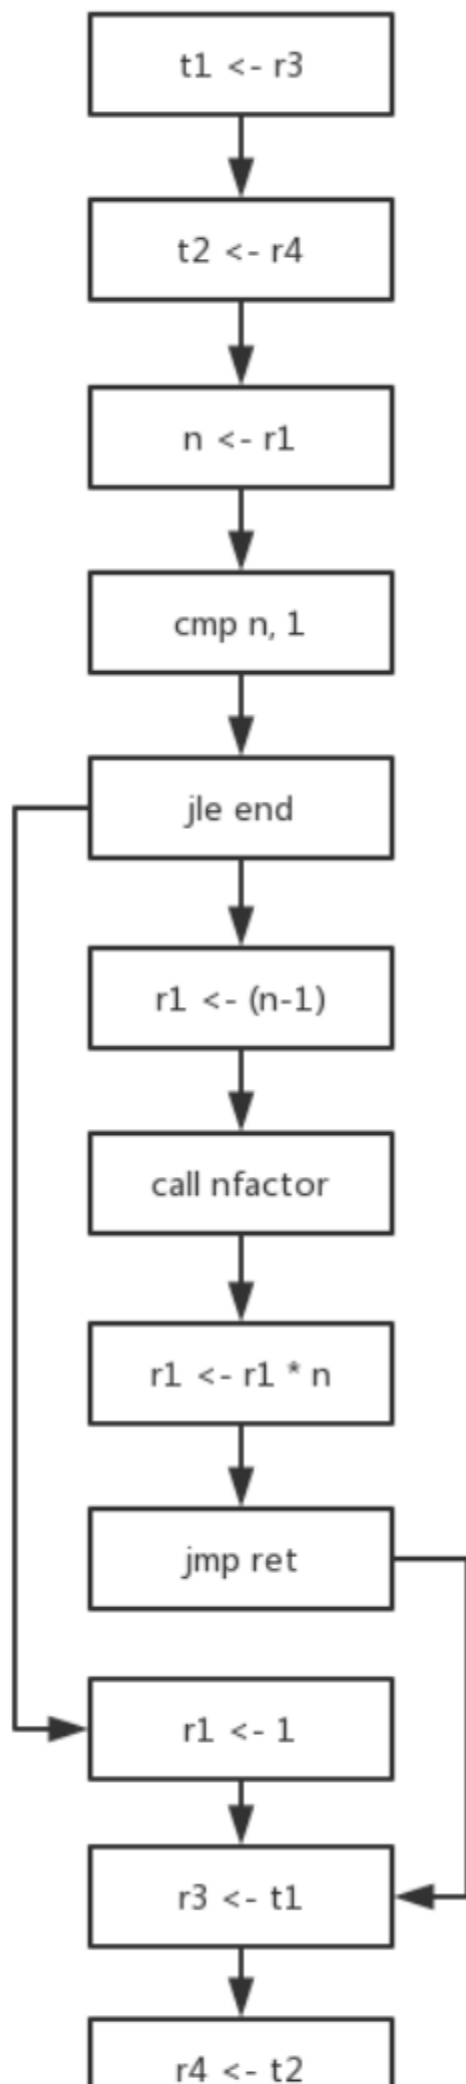 t1 <- r3
t2 <- r4
n <- r1
cmp n, 1
jle end
r1 <- (n-1)
call nfactor
r1 <- r1 * n
jmp ret
r1 <- 1
r3 <- t1
r4 <- t2